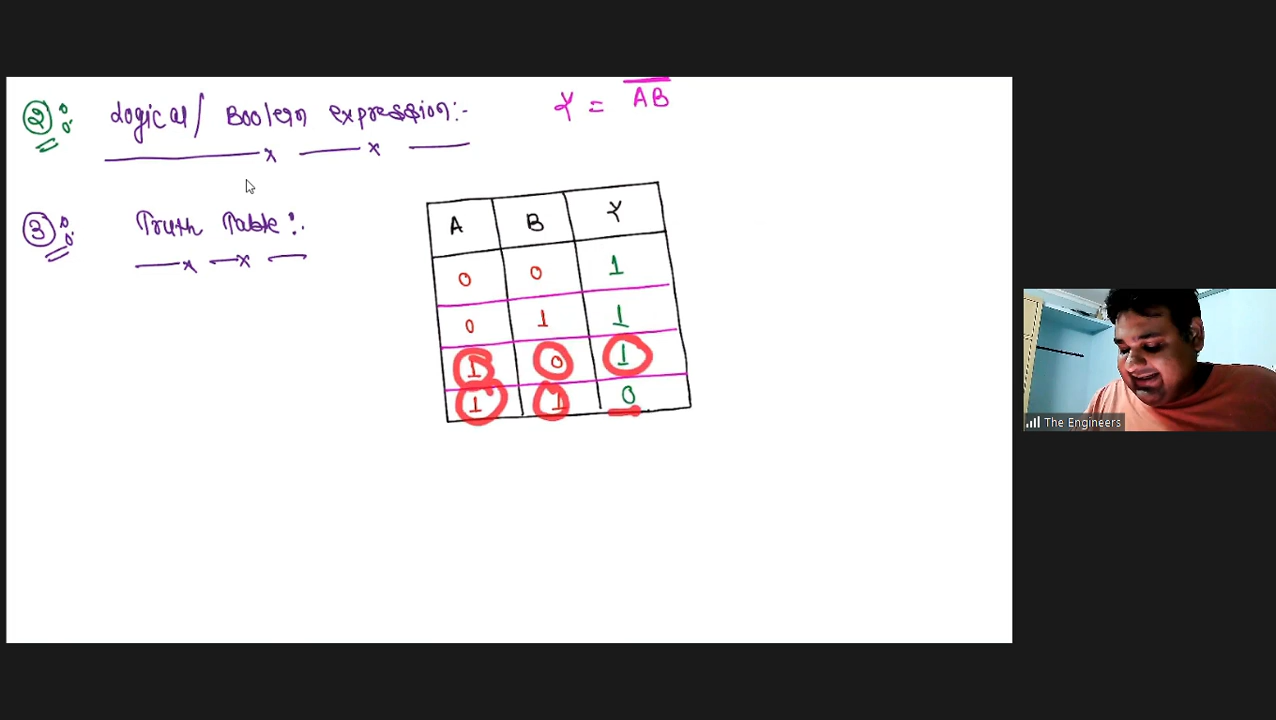 ② Logical/ Boolean expression:- Y = A̅B̅
③ Truth Table:-
A B Y
0 0 1
0 1 1
1 0 1
1 1 0
The Engineers